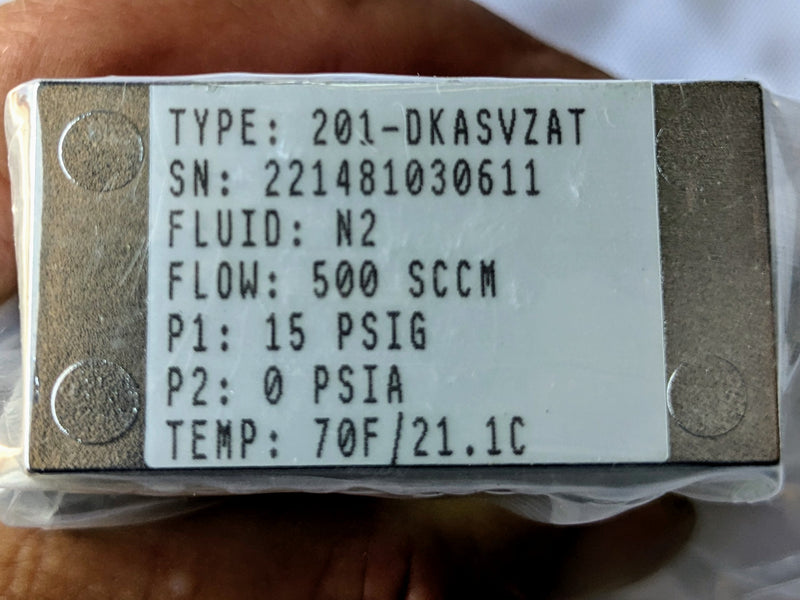 TYPE: 201-DKASVZAT
SN: 221481030611
FLUID: N2
FLOW: 500 SCCM
P1: 15 PSIG
P2: 0 PSIA
TEMP: 70F/21.1C